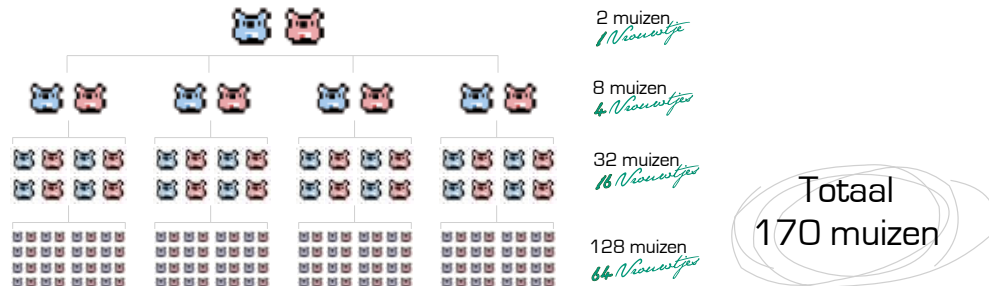 2 muizen
1 Vrouwtje
8 muizen
4 Vrouwtjes
32 muizen
16 Vrouwtjes
128 muizen
64 Vrouwtjes
Totaal
170 muizen